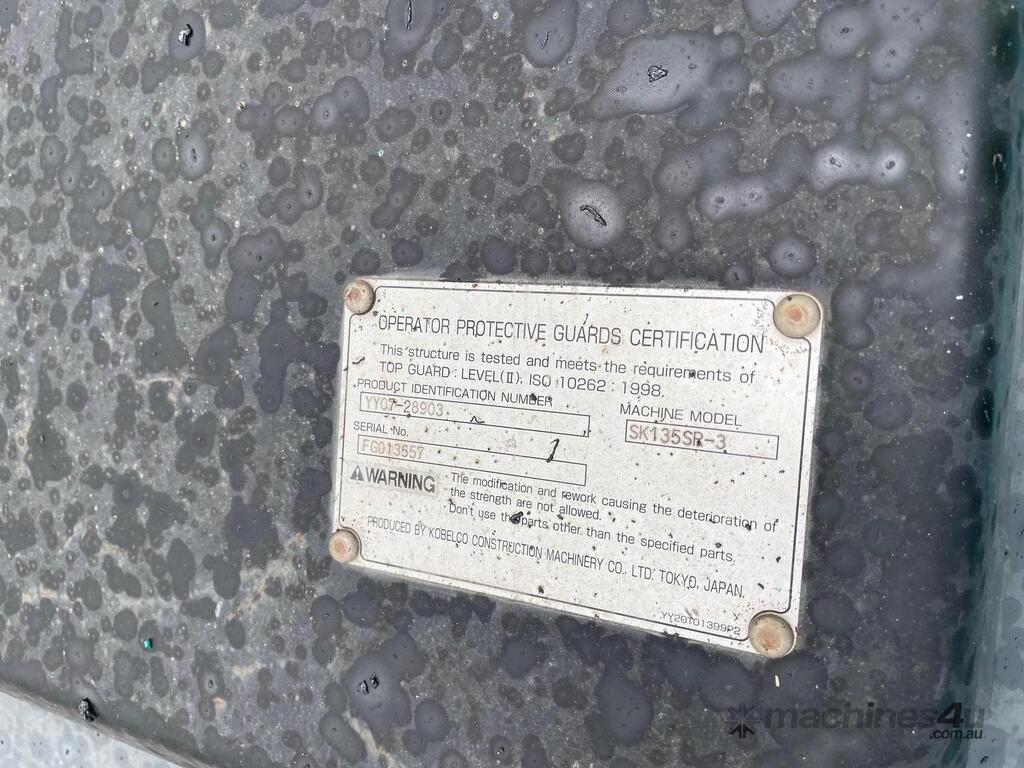 OPERATOR PROTECTIVE GUARDS CERTIFICATION
This structure is tested and meets the requirements of
TOP GUARD : LEVEL(II), ISO 10262 : 1998.
PRODUCT IDENTIFICATION NUMBER
YY07-28903
MACHINE MODEL
SK135SR-3
SERIAL No.
FG013557
WARNING
The modification and rework causing the deterioration of
the strength are not allowed.
Don't use the parts other than the specified parts.
PRODUCED BY KOBELCO CONSTRUCTION MACHINERY CO., LTD. TOKYO, JAPAN.
YY20T01399P2
machines4u
.com.au